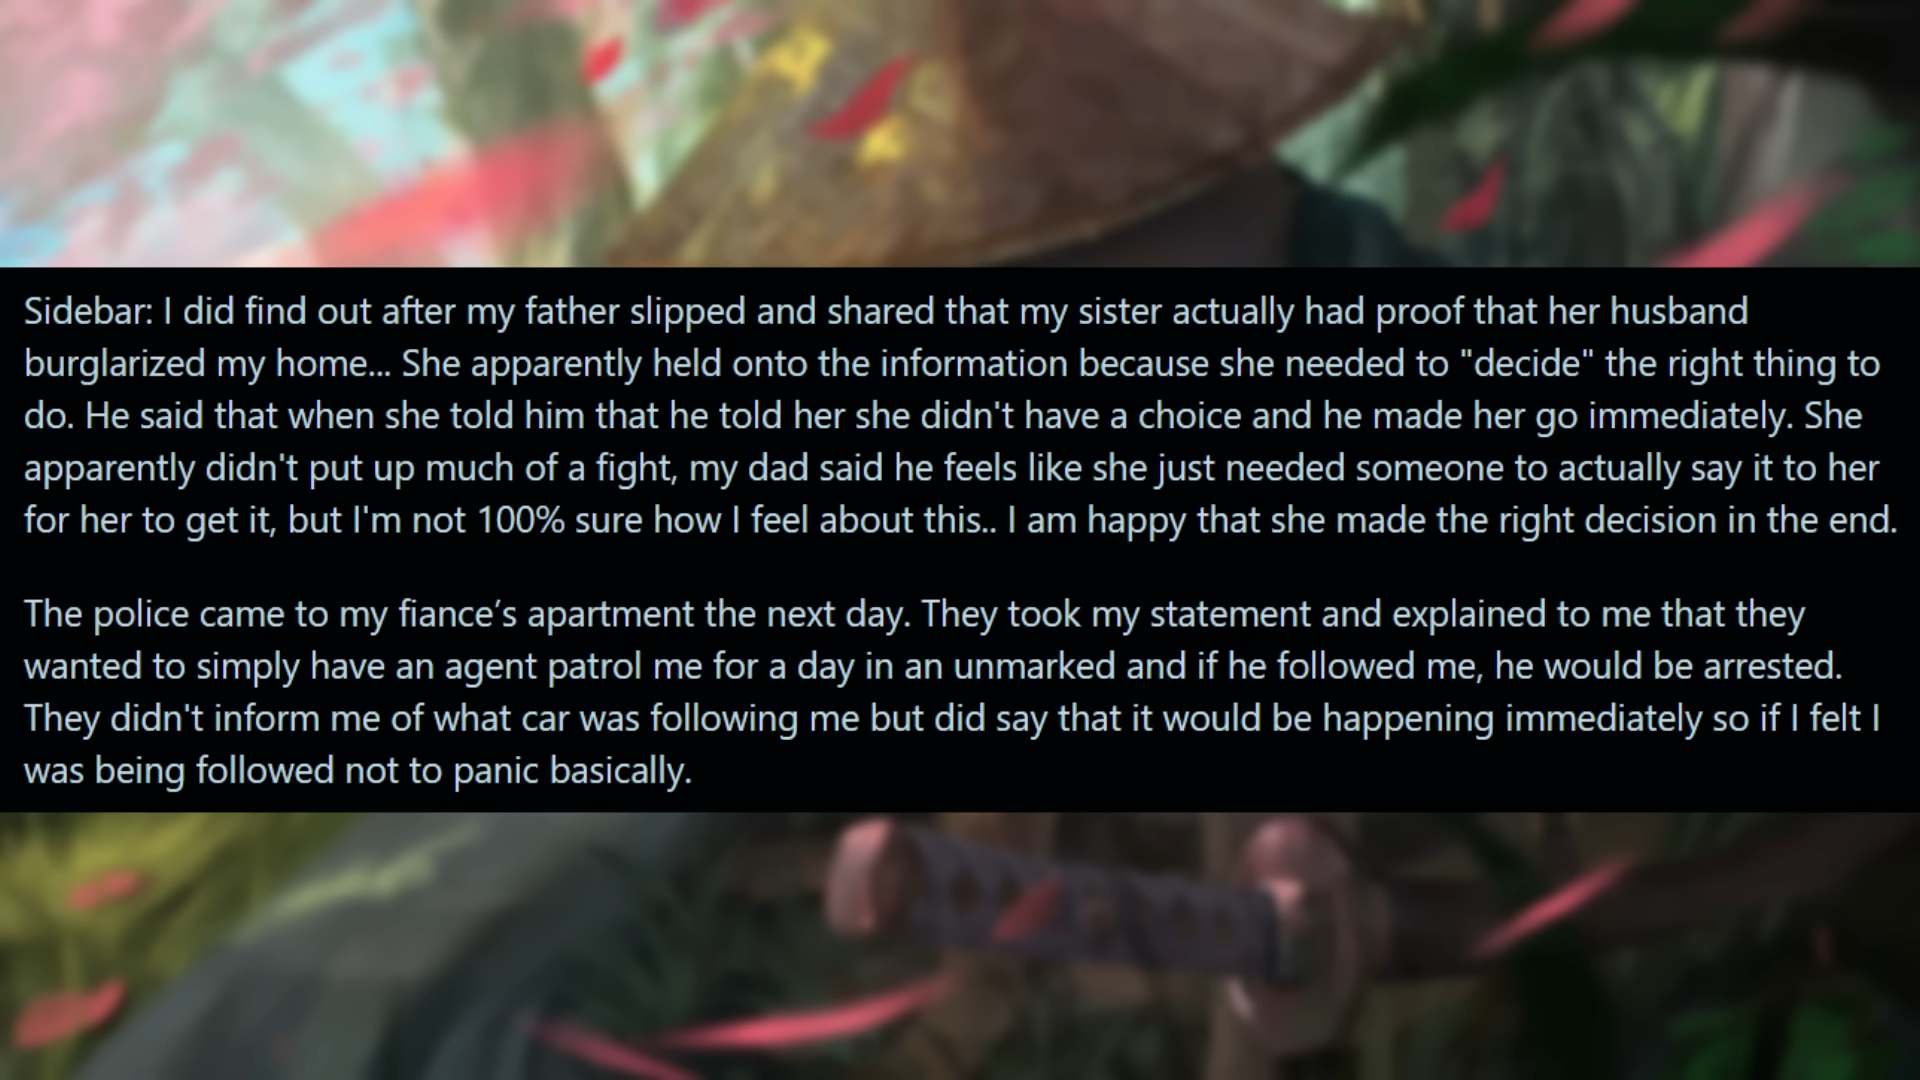 Sidebar: I did find out after my father slipped and shared that my sister actually had proof that her husband
burglarized my home... She apparently held onto the information because she needed to "decide" the right thing to
do. He said that when she told him that he told her she didn't have a choice and he made her go immediately. She
apparently didn't put up much of a fight, my dad said he feels like she just needed someone to actually say it to her
for her to get it, but I'm not 100% sure how I feel about this.. I am happy that she made the right decision in the end.
The police came to my fiance’s apartment the next day. They took my statement and explained to me that they
wanted to simply have an agent patrol me for a day in an unmarked and if he followed me, he would be arrested.
They didn't inform me of what car was following me but did say that it would be happening immediately so if I felt I
was being followed not to panic basically.